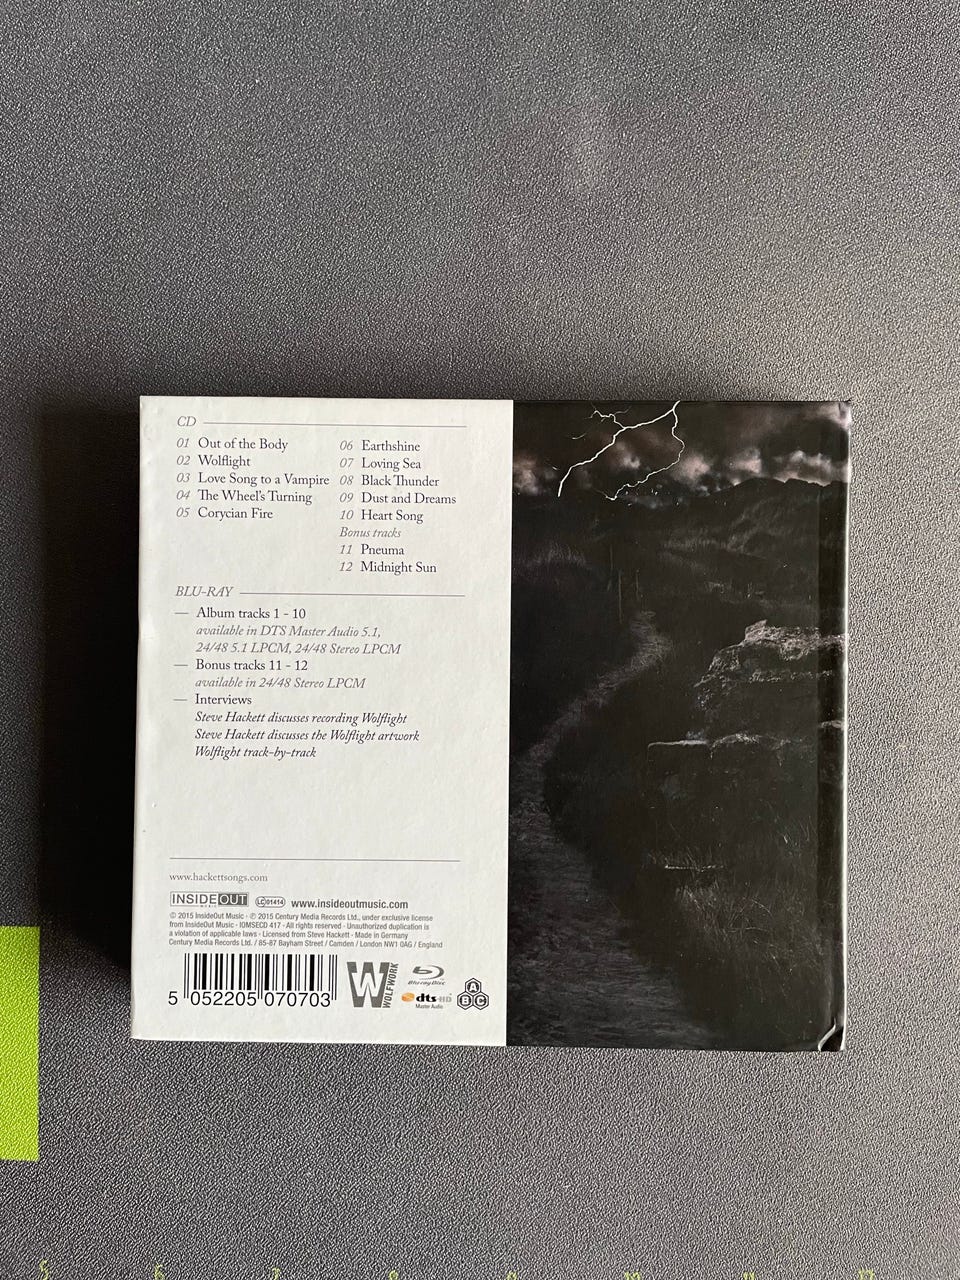 CD
01 Out of the Body
02 Wolflight
03 Love Song to a Vampire
04 The Wheel's Turning
05 Corycian Fire
06 Earthshine
07 Loving Sea
08 Black Thunder
09 Dust and Dreams
10 Heart Song
Bonus tracks
11 Pneuma
12 Midnight Sun
BLU-RAY
— Album tracks 1 - 10
available in DTS Master Audio 5.1,
24/48 5.1 LPCM, 24/48 Stereo LPCM
— Bonus tracks 11 - 12
available in 24/48 Stereo LPCM
— Interviews
Steve Hackett discusses recording Wolflight
Steve Hackett discusses the Wolflight artwork
Wolflight track-by-track
www.hackettsongs.com
INSIDEOUT MUSIC LC 01414 www.insideoutmusic.com
© 2015 InsideOut Music · ℗ 2015 Century Media Records Ltd., under exclusive license
from InsideOut Music · IOMSECD 417 · All rights reserved · Unauthorized duplication is
a violation of applicable laws · Licensed from Steve Hackett · Made in Germany
Century Media Records Ltd. / 85-87 Bayham Street / Camden / London NW1 0AG / England
5 052205 070703
W WOLFWORK
Blu-ray Disc
dts-HD
Master Audio
A
B C